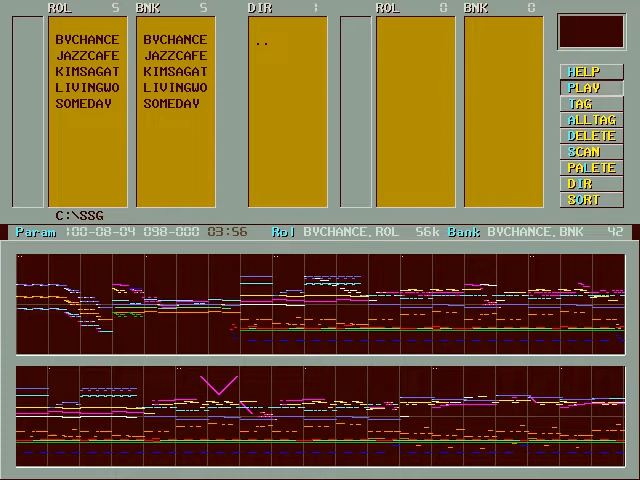 ROL 5 BNK 5 DIR 1 ROL 0 BNK 0
BYCHANCE BYCHANCE ..
JAZZCAFE JAZZCAFE
KIMSAGAT KIMSAGAT
LIVINGWO LIVINGWO
SOMEDAY SOMEDAY
HELP
PLAY
TAG
ALLTAG
DELETE
SCAN
PALETE
DIR
SORT
C:\SSG
Param 100-08-04 098-000 03:56 Rol BYCHANCE.ROL 56k Bank BYCHANCE.BNK 42